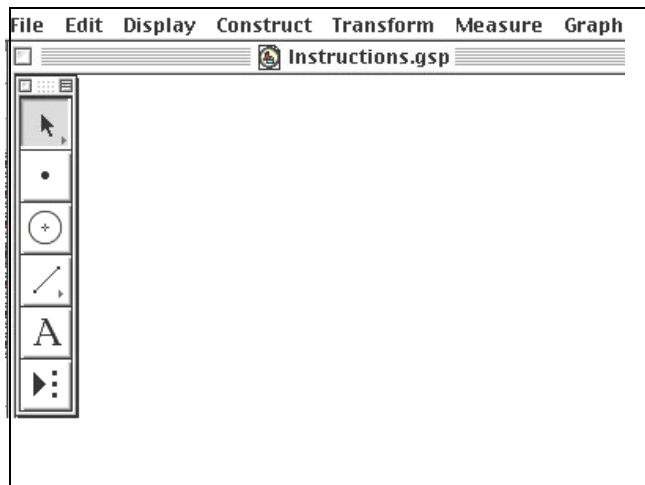 File Edit Display Construct Transform Measure Graph
Instructions.gsp
A